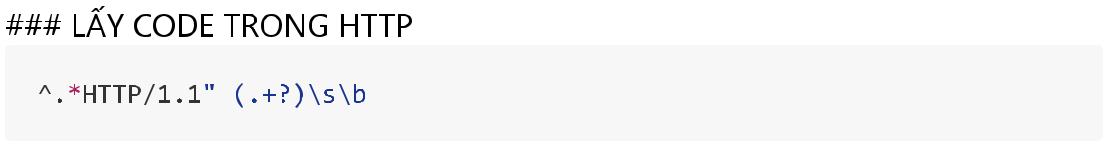 ### LẤY CODE TRONG HTTP
^.*HTTP/1.1" (.+?)\s\b